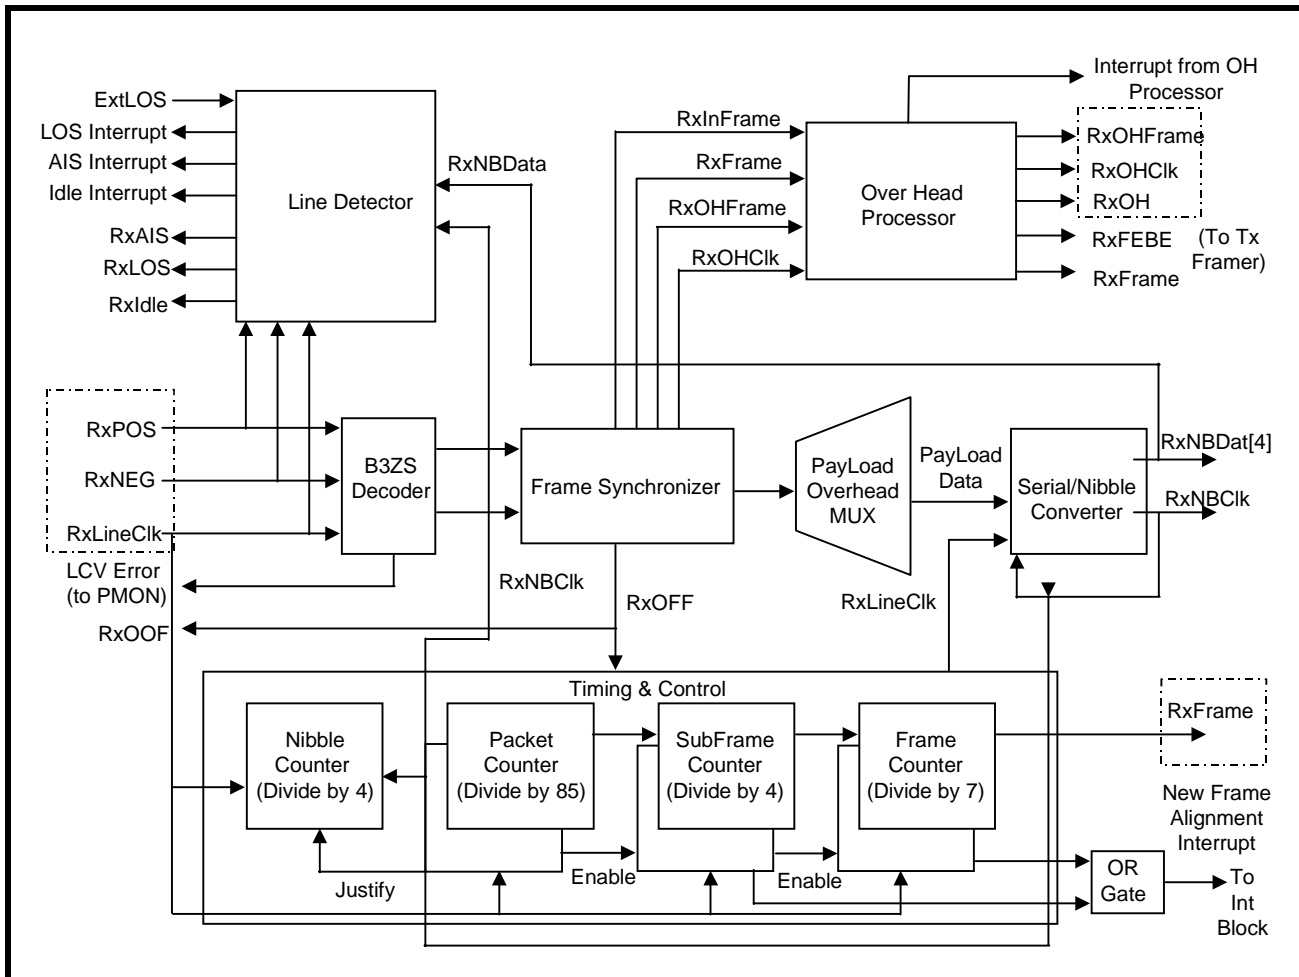 Interrupt from OH
Processor
ExtLOS
LOS Interrupt
AIS Interrupt
Idle Interrupt
RxAIS
RxLOS
RxIdle
Line Detector
RxNBData
RxInFrame
RxFrame
RxOHFrame
RxOHClk
Over Head
Processor
RxOHFrame
RxOHClk
RxOH
RxFEBE
RxFrame
(To Tx
Framer)
RxPOS
RxNEG
RxLineClk
LCV Error
(to PMON)
RxOOF
B3ZS
Decoder
Frame Synchronizer
PayLoad
Overhead
MUX
PayLoad
Data
Serial/Nibble
Converter
RxNBDat[4]
RxNBClk
RxNBClk
RxOFF
RxLineClk
Timing & Control
Nibble
Counter
(Divide by 4)
Packet
Counter
(Divide by 85)
SubFrame
Counter
(Divide by 4)
Frame
Counter
(Divide by 7)
RxFrame
Justify
Enable
Enable
New Frame
Alignment
Interrupt
OR
Gate
To
Int
Block